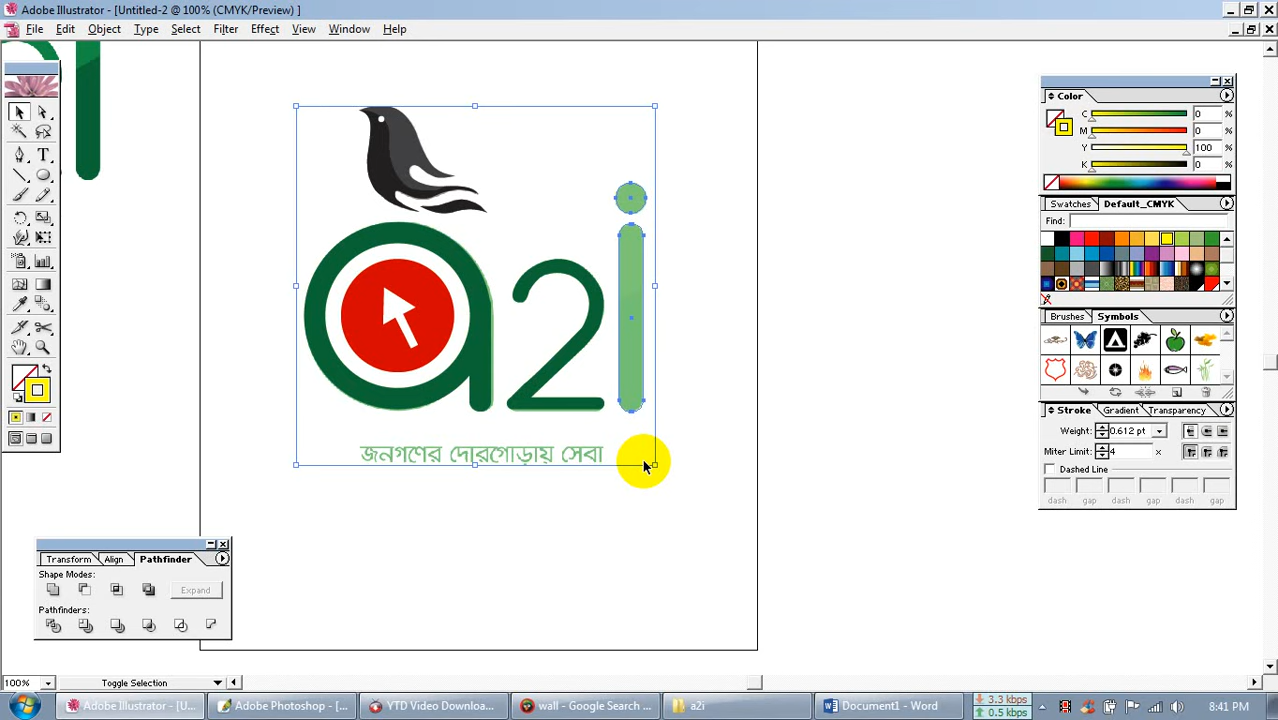 Adobe Illustrator - [Untitled-2 @ 100% (CMYK/Preview) ]
File Edit Object Type Select Filter Effect View Window Help
Color
C 0 %
M 0 %
Y 100 %
K 0 %
Swatches Default_CMYK
Find:
Brushes Symbols
Stroke Gradient Transparency
Weight: 0.612 pt
Miter Limit: 4 x
Dashed Line
dash gap dash gap dash gap
a2i
জনগণের দোরগোড়ায় সেবা
Transform Align Pathfinder
Shape Modes:
Expand
Pathfinders:
100% Toggle Selection
Adobe Illustrator - [U... Adobe Photoshop - [... YTD Video Downloa... wall - Google Search ... a2i Document1 - Word 3.3 kbps 8:41 PM
0.5 kbps